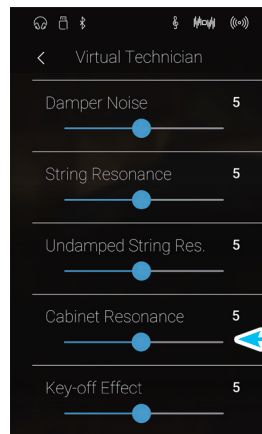 Virtual Technician
Damper Noise 5
String Resonance 5
Undamped String Res. 5
Cabinet Resonance 5
Key-off Effect 5